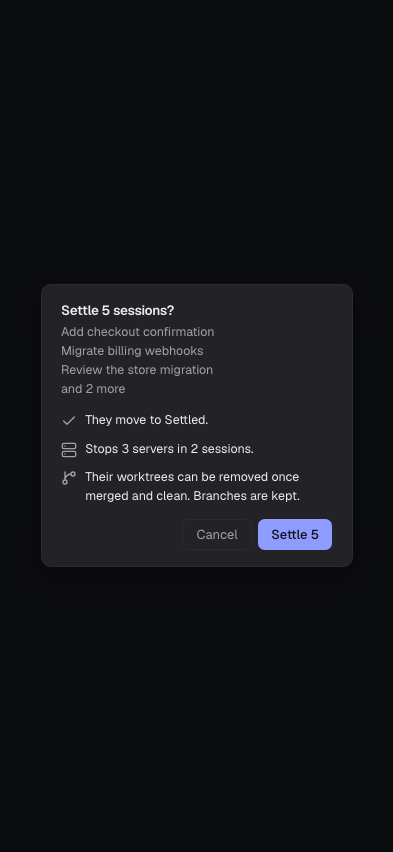 Settle 5 sessions?
Add checkout confirmation
Migrate billing webhooks
Review the store migration
and 2 more
They move to Settled.
Stops 3 servers in 2 sessions.
Their worktrees can be removed once
merged and clean. Branches are kept.
Cancel
Settle 5